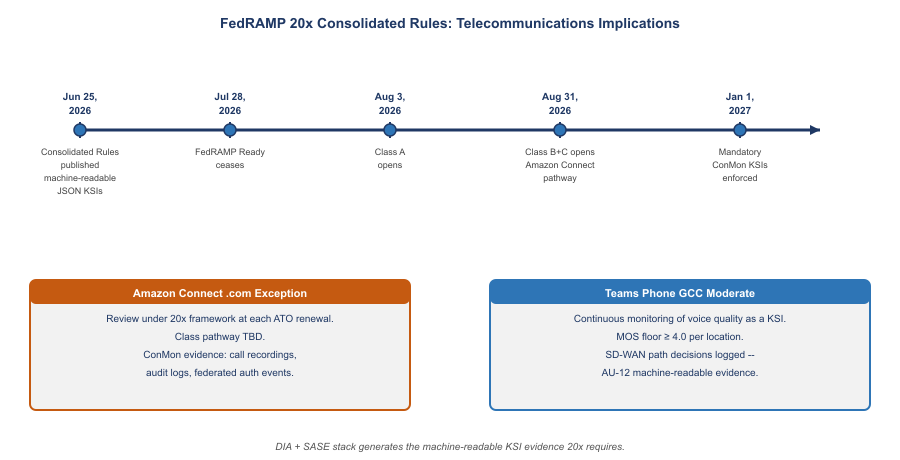 FedRAMP 20x Consolidated Rules: Telecommunications Implications
Jun 25,
2026
Jul 28,
2026
Aug 3,
2026
Aug 31,
2026
Jan 1,
2027
Consolidated Rules
published
machine-readable
JSON KSIs
FedRAMP Ready
ceases
Class A
opens
Class B+C opens
Amazon Connect
pathway
Mandatory
ConMon KSIs
enforced
Amazon Connect .com Exception
Review under 20x framework at each ATO renewal.
Class pathway TBD.
ConMon evidence: call recordings,
audit logs, federated auth events.
Teams Phone GCC Moderate
Continuous monitoring of voice quality as a KSI.
MOS floor ≥ 4.0 per location.
SD-WAN path decisions logged --
AU-12 machine-readable evidence.
DIA + SASE stack generates the machine-readable KSI evidence 20x requires.